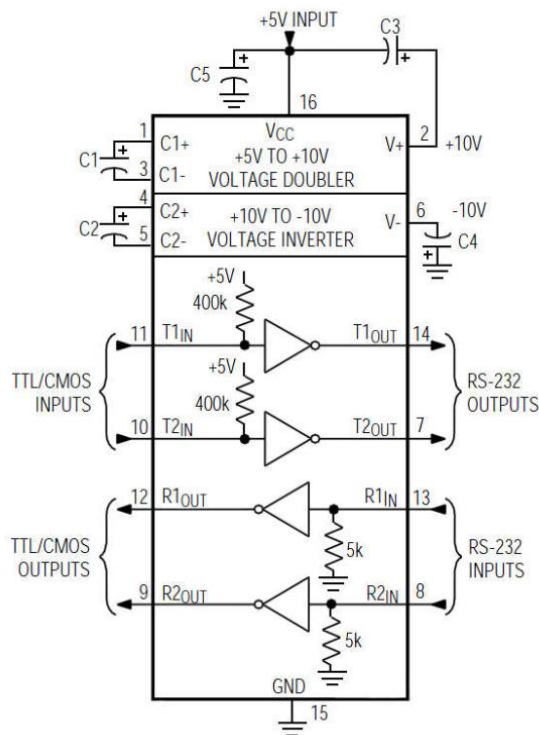 +5V INPUT
C3
+
C5
+
16
+
1
C1+
VCC
V+
2
+10V
C1
+
+5V TO +10V
3
C1-
VOLTAGE DOUBLER
4
C2+
+10V TO -10V
V-
6
-10V
C2
+
VOLTAGE INVERTER
5
C2-
C4
+
+5V
400k
11
T1IN
T1OUT
14
TTL/CMOS
INPUTS
+5V
400k
RS-232
OUTPUTS
10
T2IN
T2OUT
7
12
R1OUT
R1IN
13
TTL/CMOS
OUTPUTS
5k
RS-232
INPUTS
9
R2OUT
R2IN
8
5k
GND
15